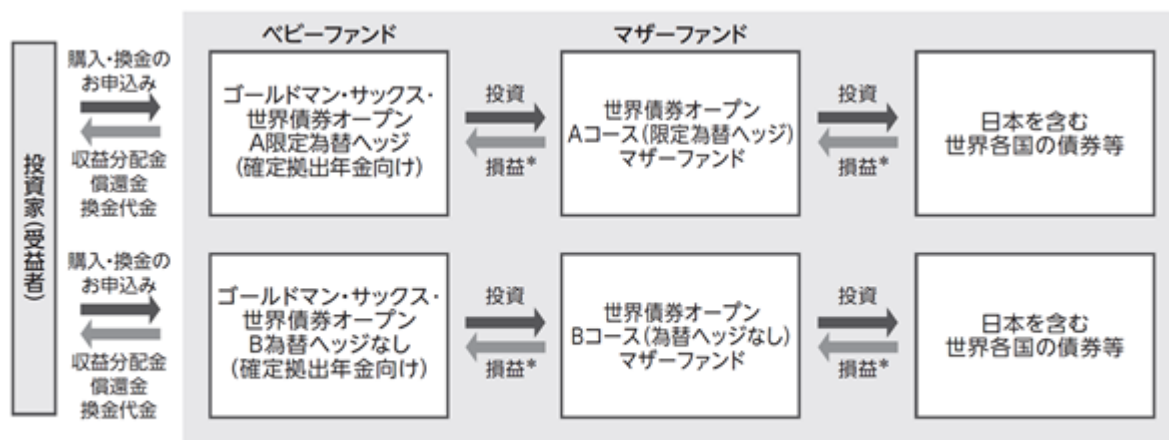 ベビーファンド
マザーファンド
投資家(受益者)
購入・換金の
お申込み
収益分配金
償還金
換金代金
ゴールドマン・サックス・
世界債券オープン
A限定為替ヘッジ
(確定拠出年金向け)
投資
損益*
世界債券オープン
Aコース(限定為替ヘッジ)
マザーファンド
投資
損益*
日本を含む
世界各国の債券等
購入・換金の
お申込み
収益分配金
償還金
換金代金
ゴールドマン・サックス・
世界債券オープン
B為替ヘッジなし
(確定拠出年金向け)
投資
損益*
世界債券オープン
Bコース(為替ヘッジなし)
マザーファンド
投資
損益*
日本を含む
世界各国の債券等